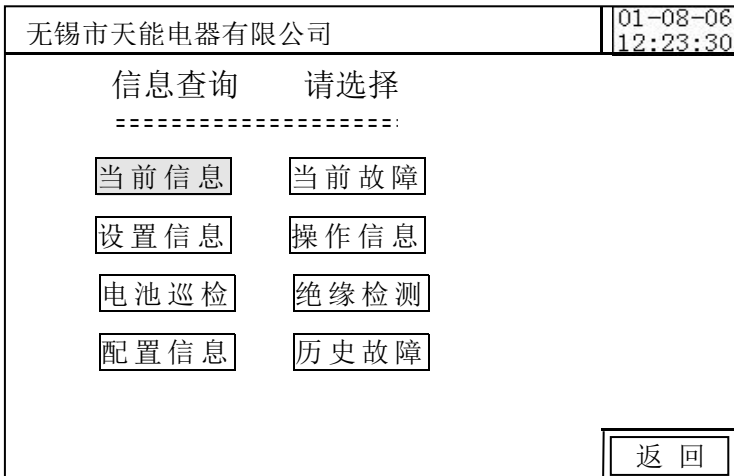 无锡市天能电器有限公司
01-08-06
12:23:30
信息查询 请选择
=====================
当前信息 当前故障
设置信息 操作信息
电池巡检 绝缘检测
配置信息 历史故障
返 回